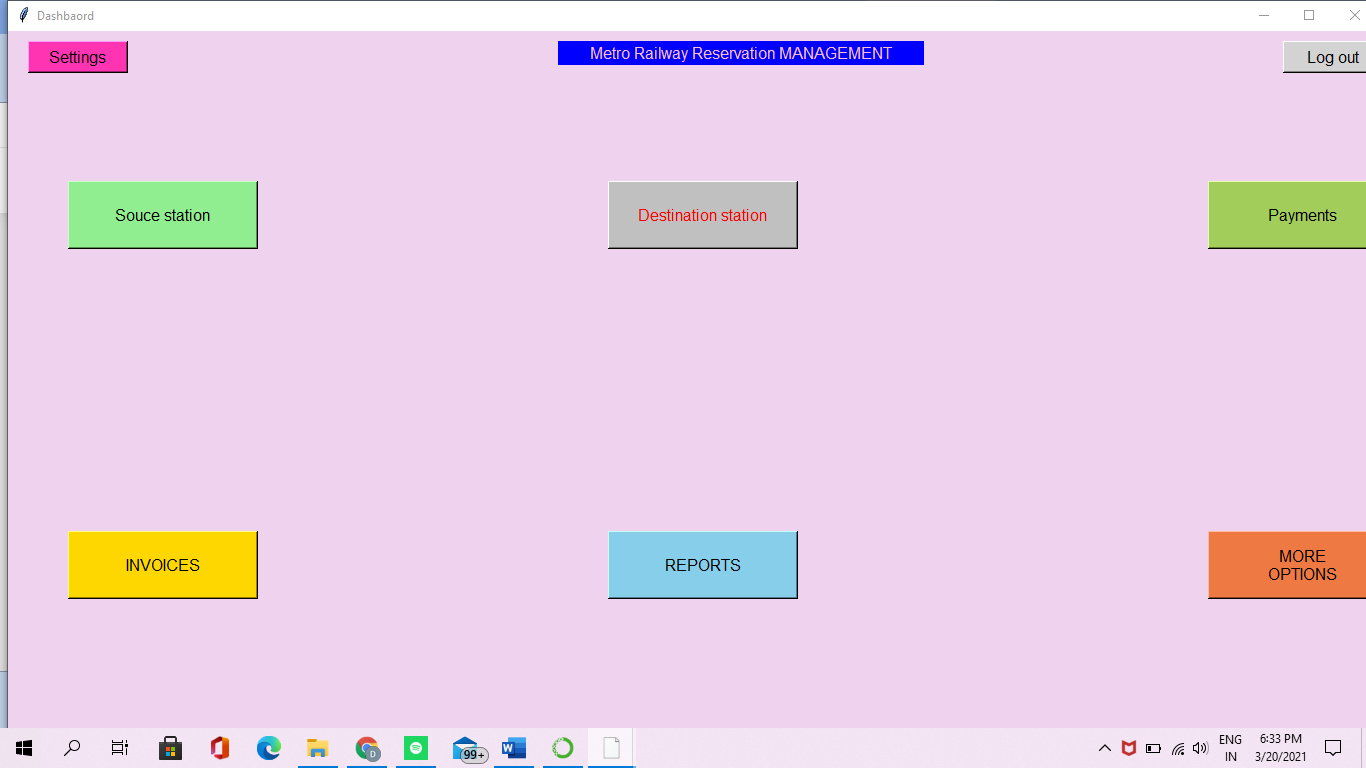 Dashbaord
Settings
Metro Railway Reservation MANAGEMENT
Log out
Souce station
Destination station
Payments
INVOICES
REPORTS
MORE
OPTIONS
D
99+
W
ENG
IN
6:33 PM
3/20/2021